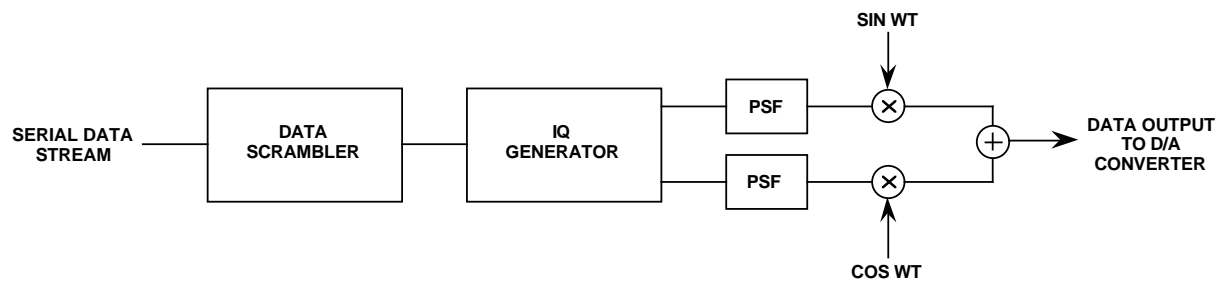 SIN WT
SERIAL DATA
STREAM
DATA
SCRAMBLER
IQ
GENERATOR
PSF
PSF
DATA OUTPUT
TO D/A
CONVERTER
COS WT